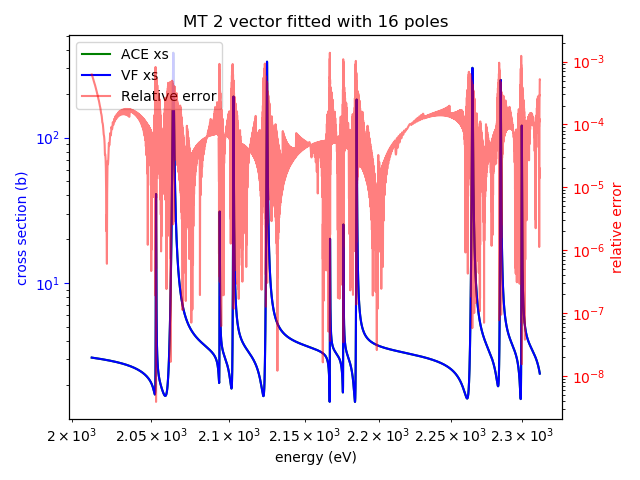 MT 2 vector fitted with 16 poles
ACE xs
VF xs
Relative error
10²
10¹
cross section (b)
10⁻³
10⁻⁴
10⁻⁵
10⁻⁶
10⁻⁷
10⁻⁸
relative error
2 × 10³ 2.05 × 10³ 2.1 × 10³ 2.15 × 10³ 2.2 × 10³ 2.25 × 10³ 2.3 × 10³
energy (eV)